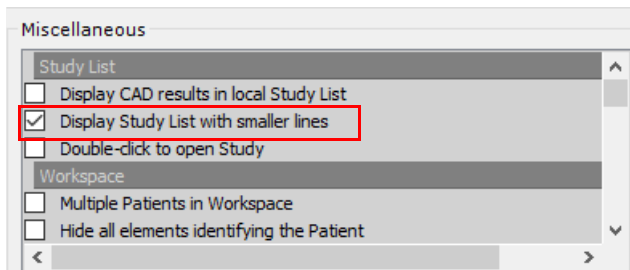 Miscellaneous
Study List
Display CAD results in local Study List
Display Study List with smaller lines
Double-click to open Study
Workspace
Multiple Patients in Workspace
Hide all elements identifying the Patient